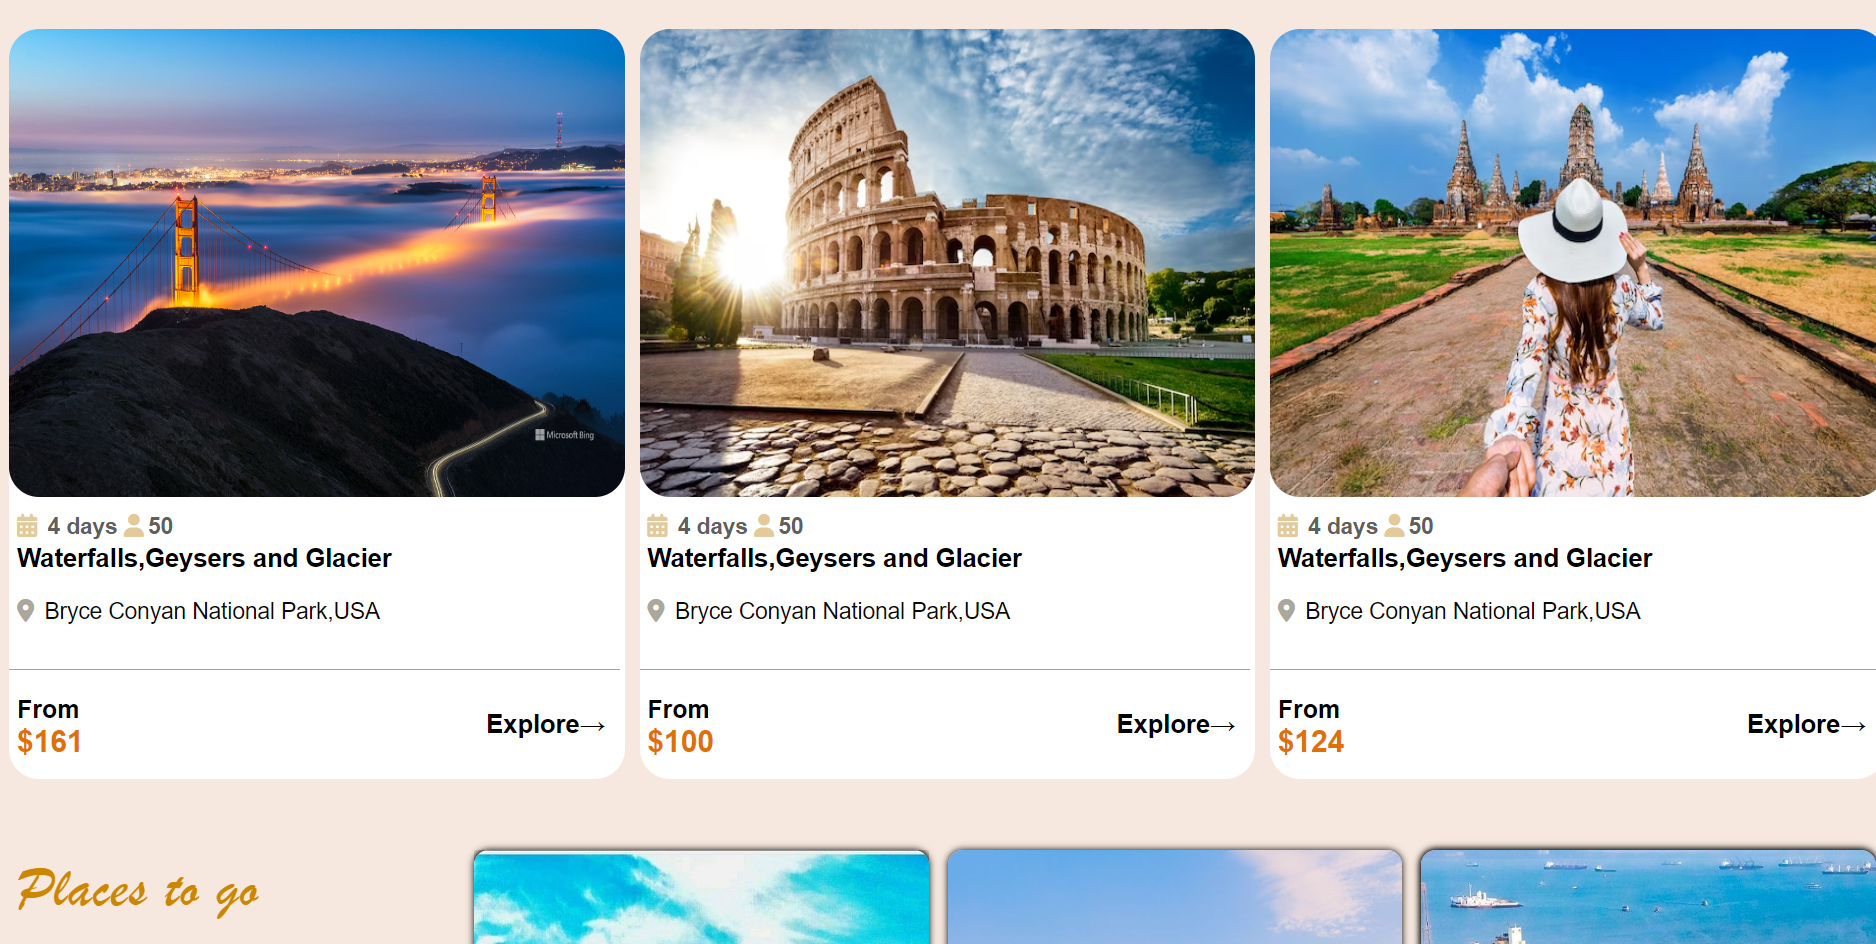 Microsoft Bing
4 days 50
Waterfalls,Geysers and Glacier
Bryce Conyan National Park,USA
From
$161
Explore→
4 days 50
Waterfalls,Geysers and Glacier
Bryce Conyan National Park,USA
From
$100
Explore→
4 days 50
Waterfalls,Geysers and Glacier
Bryce Conyan National Park,USA
From
$124
Explore→
Places to go